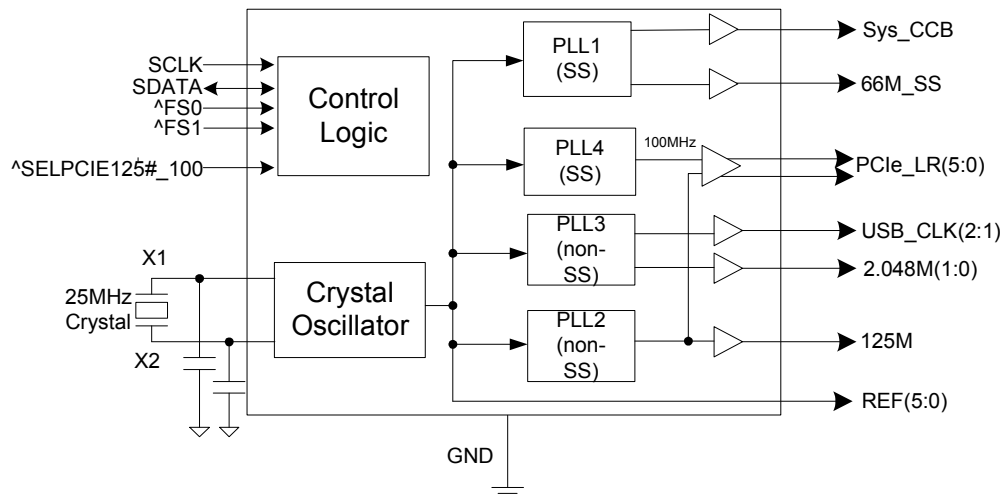 SCLK
SDATA
^FS0
^FS1
^SELPCIE125#_100
Control
Logic
X1
25MHz
Crystal
X2
Crystal
Oscillator
PLL1
(SS)
PLL4
(SS)
100MHz
PLL3
(non-
SS)
PLL2
(non-
SS)
Sys_CCB
66M_SS
PCIe_LR(5:0)
USB_CLK(2:1)
2.048M(1:0)
125M
REF(5:0)
GND